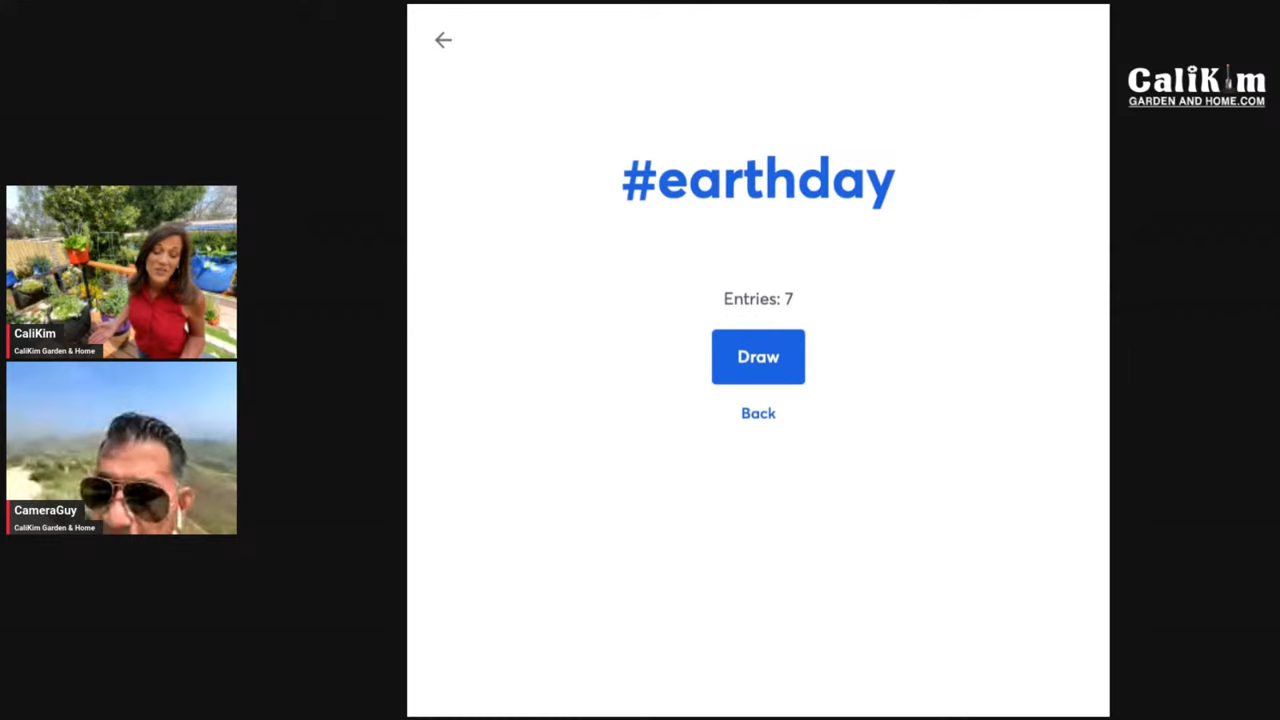 CaliKim
GARDEN AND HOME.COM
#earthday
Entries: 7
Draw
Back
CaliKim
CaliKim Garden & Home
CameraGuy
CaliKim Garden & Home